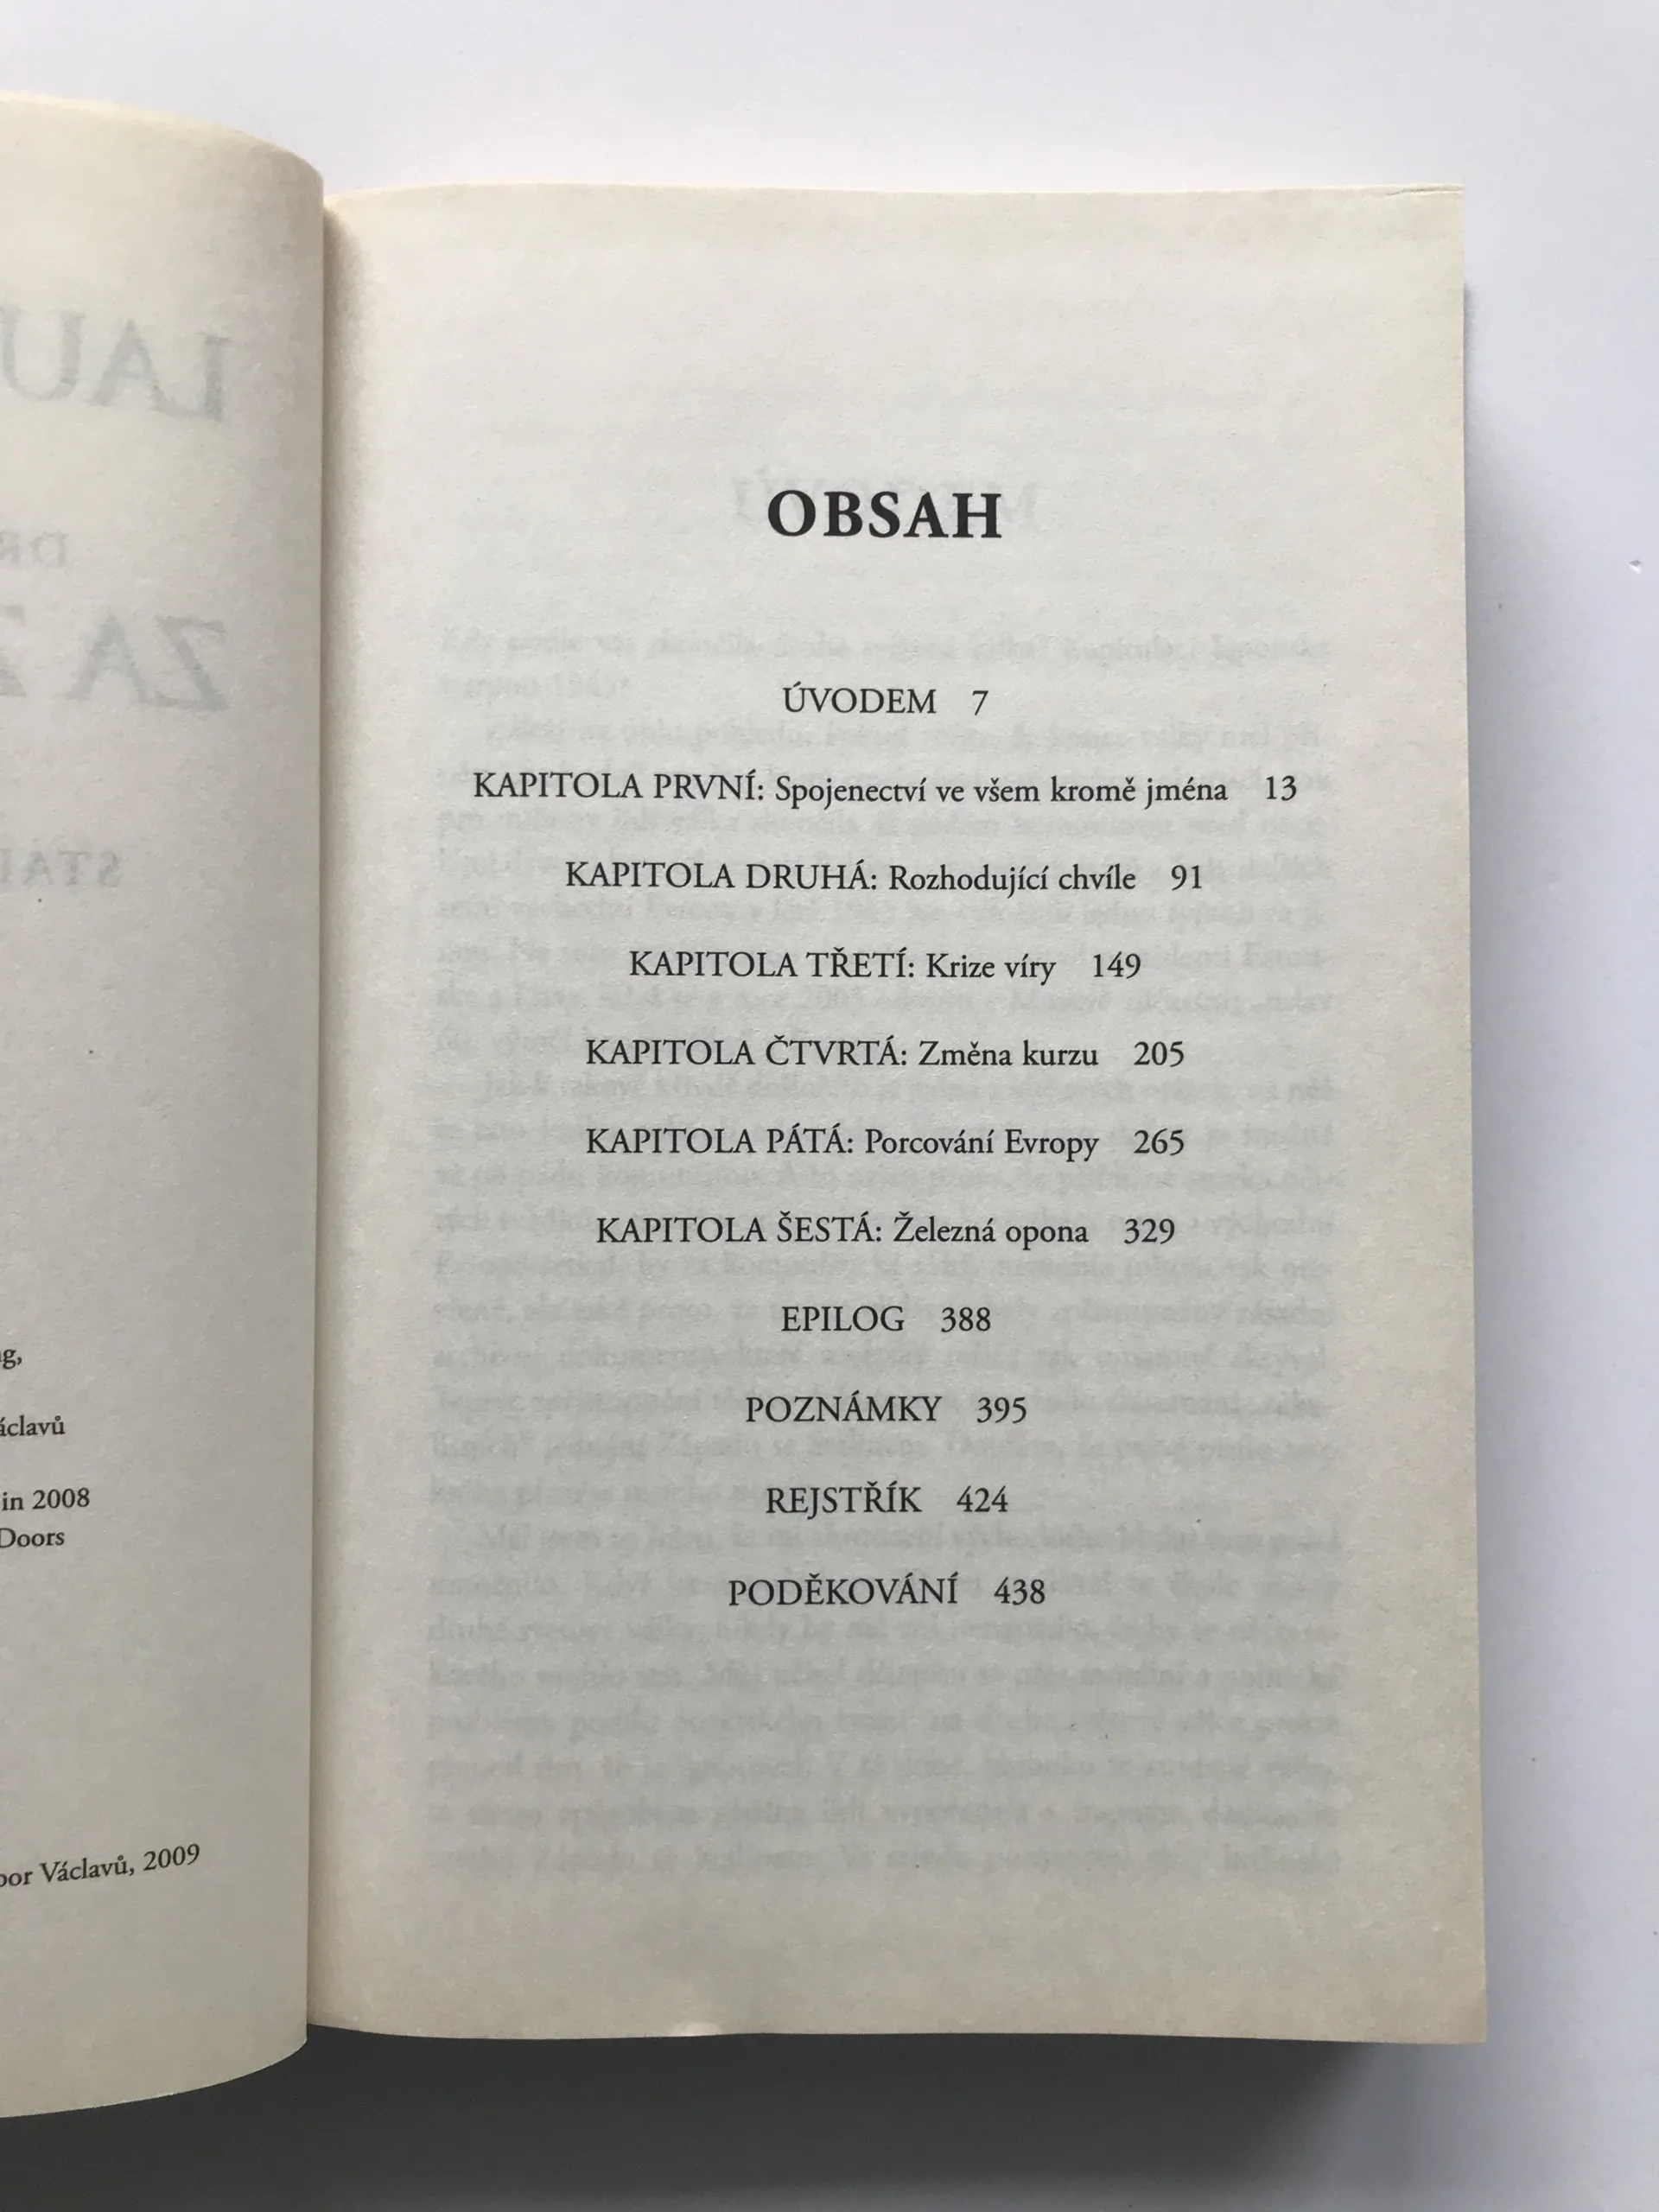 g,
áclavů
in 2008
Doors
bor Václavů, 2009
OBSAH
ÚVODEM 7
KAPITOLA PRVNÍ: Spojenectví ve všem kromě jména 13
KAPITOLA DRUHÁ: Rozhodující chvíle 91
KAPITOLA TŘETÍ: Krize víry 149
KAPITOLA ČTVRTÁ: Změna kurzu 205
KAPITOLA PÁTÁ: Porcování Evropy 265
KAPITOLA ŠESTÁ: Železná opona 329
EPILOG 388
POZNÁMKY 395
REJSTŘÍK 424
PODĚKOVÁNÍ 438